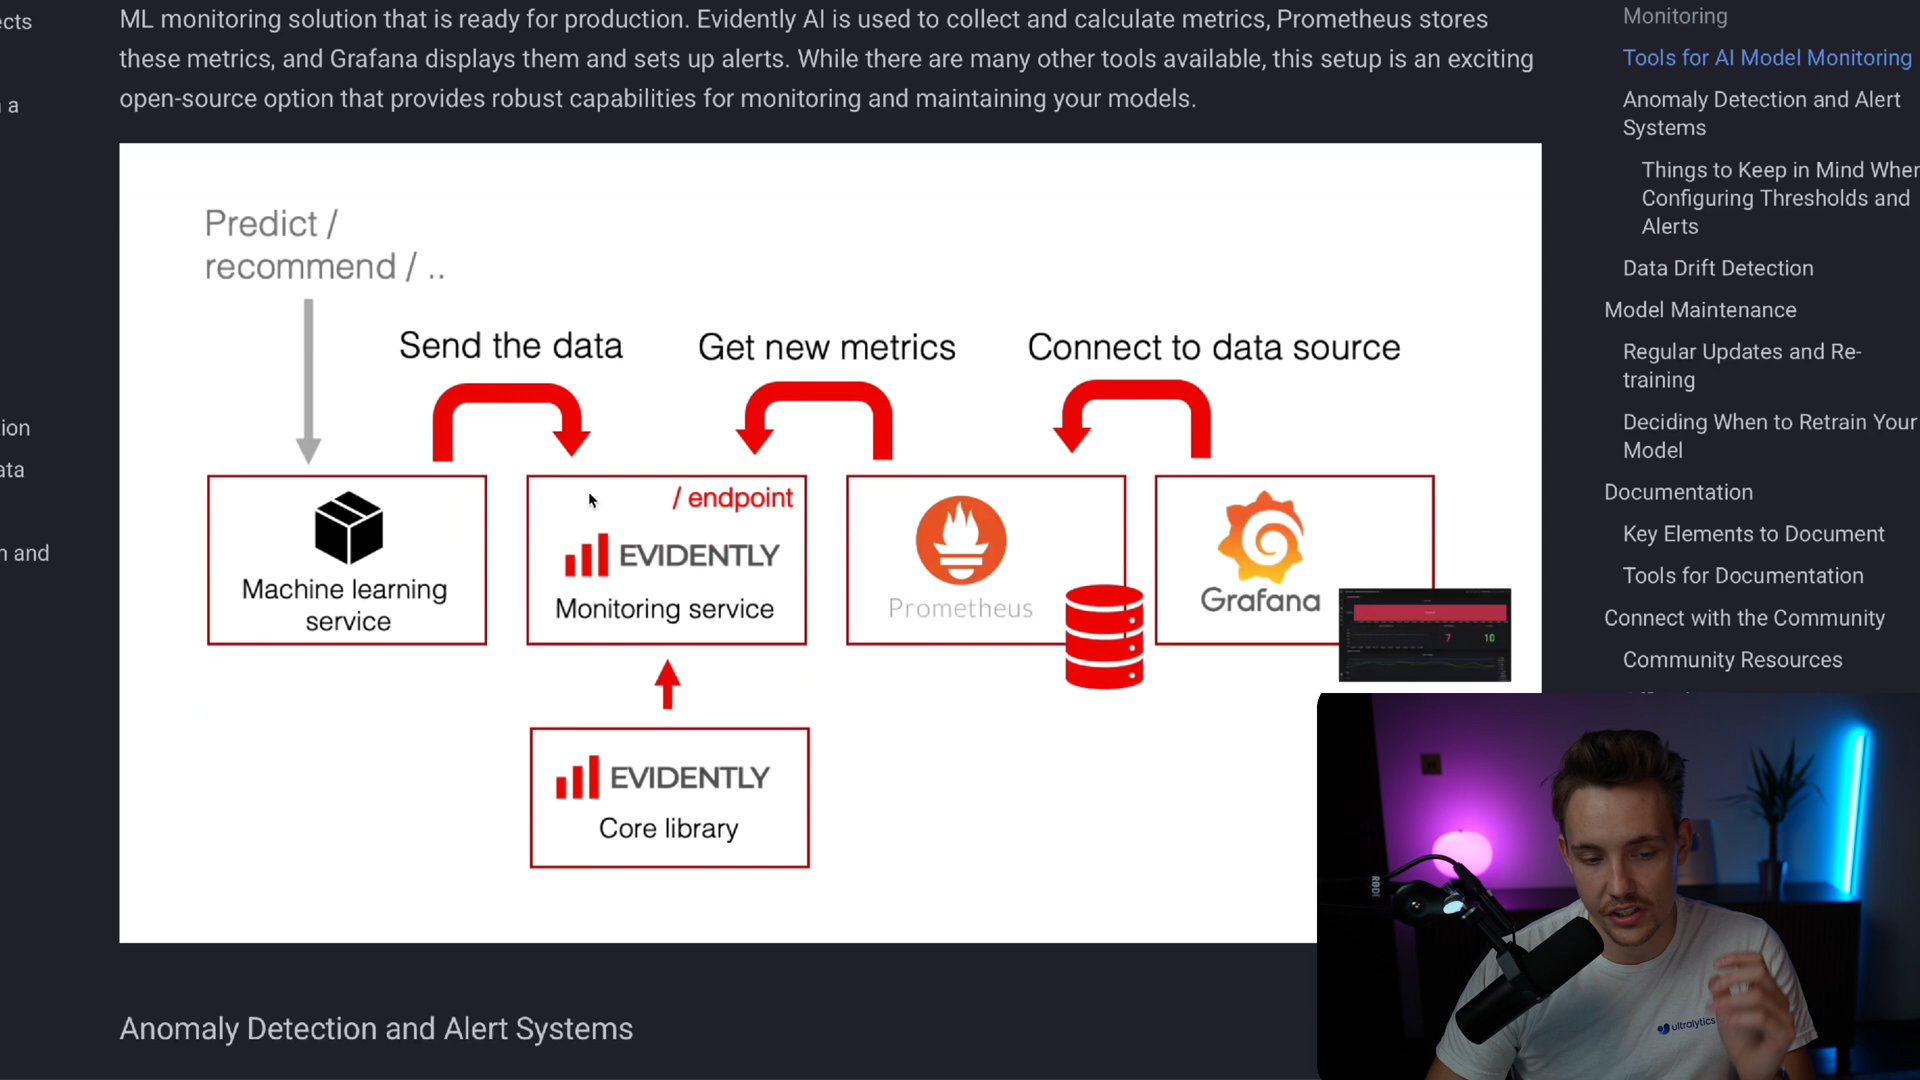 ects
a
ion
ata
n and
ML monitoring solution that is ready for production. Evidently AI is used to collect and calculate metrics, Prometheus stores
these metrics, and Grafana displays them and sets up alerts. While there are many other tools available, this setup is an exciting
open-source option that provides robust capabilities for monitoring and maintaining your models.
Predict /
recommend / ..
Send the data
Get new metrics
Connect to data source
Machine learning
service
/ endpoint
EVIDENTLY
Monitoring service
Prometheus
Grafana
7
10
EVIDENTLY
Core library
Anomaly Detection and Alert Systems
Monitoring
Tools for AI Model Monitoring
Anomaly Detection and Alert
Systems
Things to Keep in Mind When
Configuring Thresholds and
Alerts
Data Drift Detection
Model Maintenance
Regular Updates and Re-
training
Deciding When to Retrain Your
Model
Documentation
Key Elements to Document
Tools for Documentation
Connect with the Community
Community Resources
RØDE
ultralytics